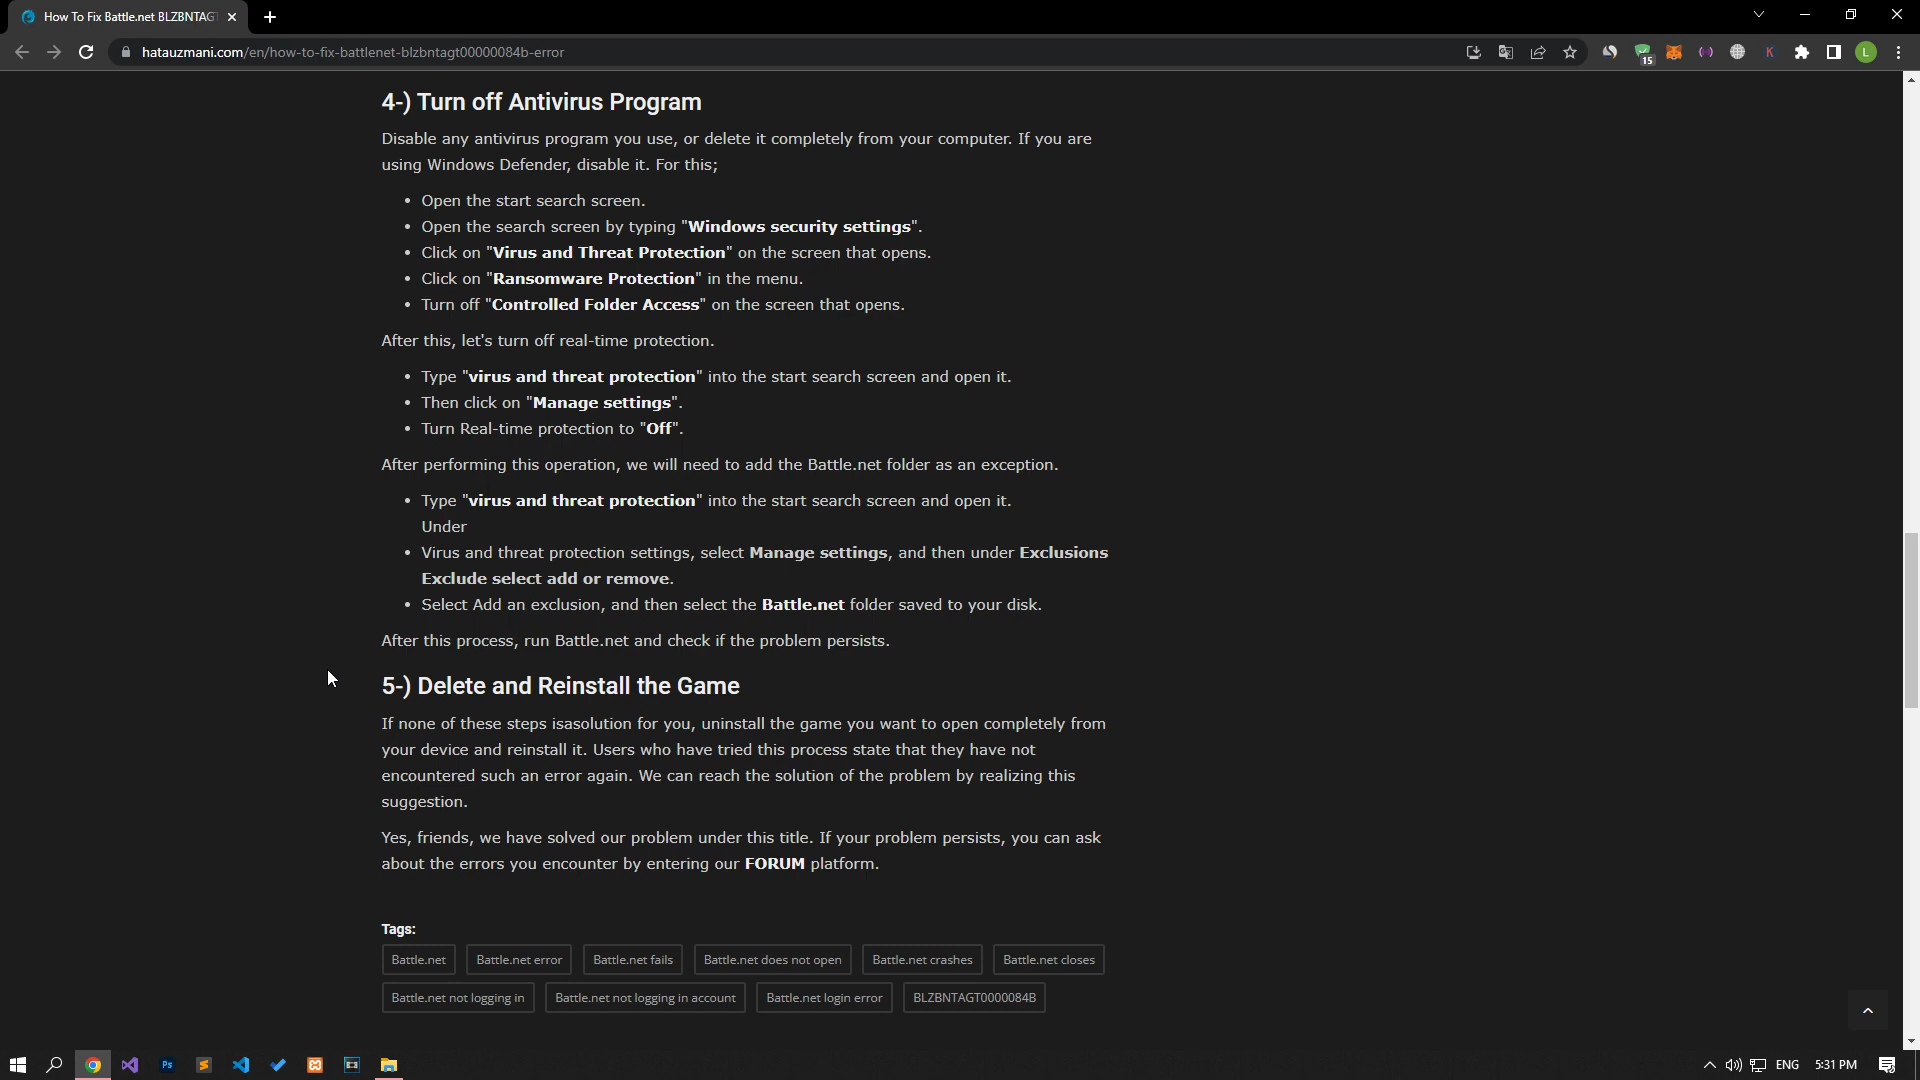 How To Fix Battle.net BLZBNTAGT
hatauzmani.com/en/how-to-fix-battlenet-blzbntagt00000084b-error
15
K
L
4-) Turn off Antivirus Program
Disable any antivirus program you use, or delete it completely from your computer. If you are
using Windows Defender, disable it. For this;
• Open the start search screen.
• Open the search screen by typing "Windows security settings".
• Click on "Virus and Threat Protection" on the screen that opens.
• Click on "Ransomware Protection" in the menu.
• Turn off "Controlled Folder Access" on the screen that opens.
After this, let's turn off real-time protection.
• Type "virus and threat protection" into the start search screen and open it.
• Then click on "Manage settings".
• Turn Real-time protection to "Off".
After performing this operation, we will need to add the Battle.net folder as an exception.
• Type "virus and threat protection" into the start search screen and open it.
Under
• Virus and threat protection settings, select Manage settings, and then under Exclusions
Exclude select add or remove.
• Select Add an exclusion, and then select the Battle.net folder saved to your disk.
After this process, run Battle.net and check if the problem persists.
5-) Delete and Reinstall the Game
If none of these steps isasolution for you, uninstall the game you want to open completely from
your device and reinstall it. Users who have tried this process state that they have not
encountered such an error again. We can reach the solution of the problem by realizing this
suggestion.
Yes, friends, we have solved our problem under this title. If your problem persists, you can ask
about the errors you encounter by entering our FORUM platform.
Tags:
Battle.net Battle.net error Battle.net fails Battle.net does not open Battle.net crashes Battle.net closes
Battle.net not logging in Battle.net not logging in account Battle.net login error BLZBNTAGT0000084B
Ps
ENG 5:31 PM